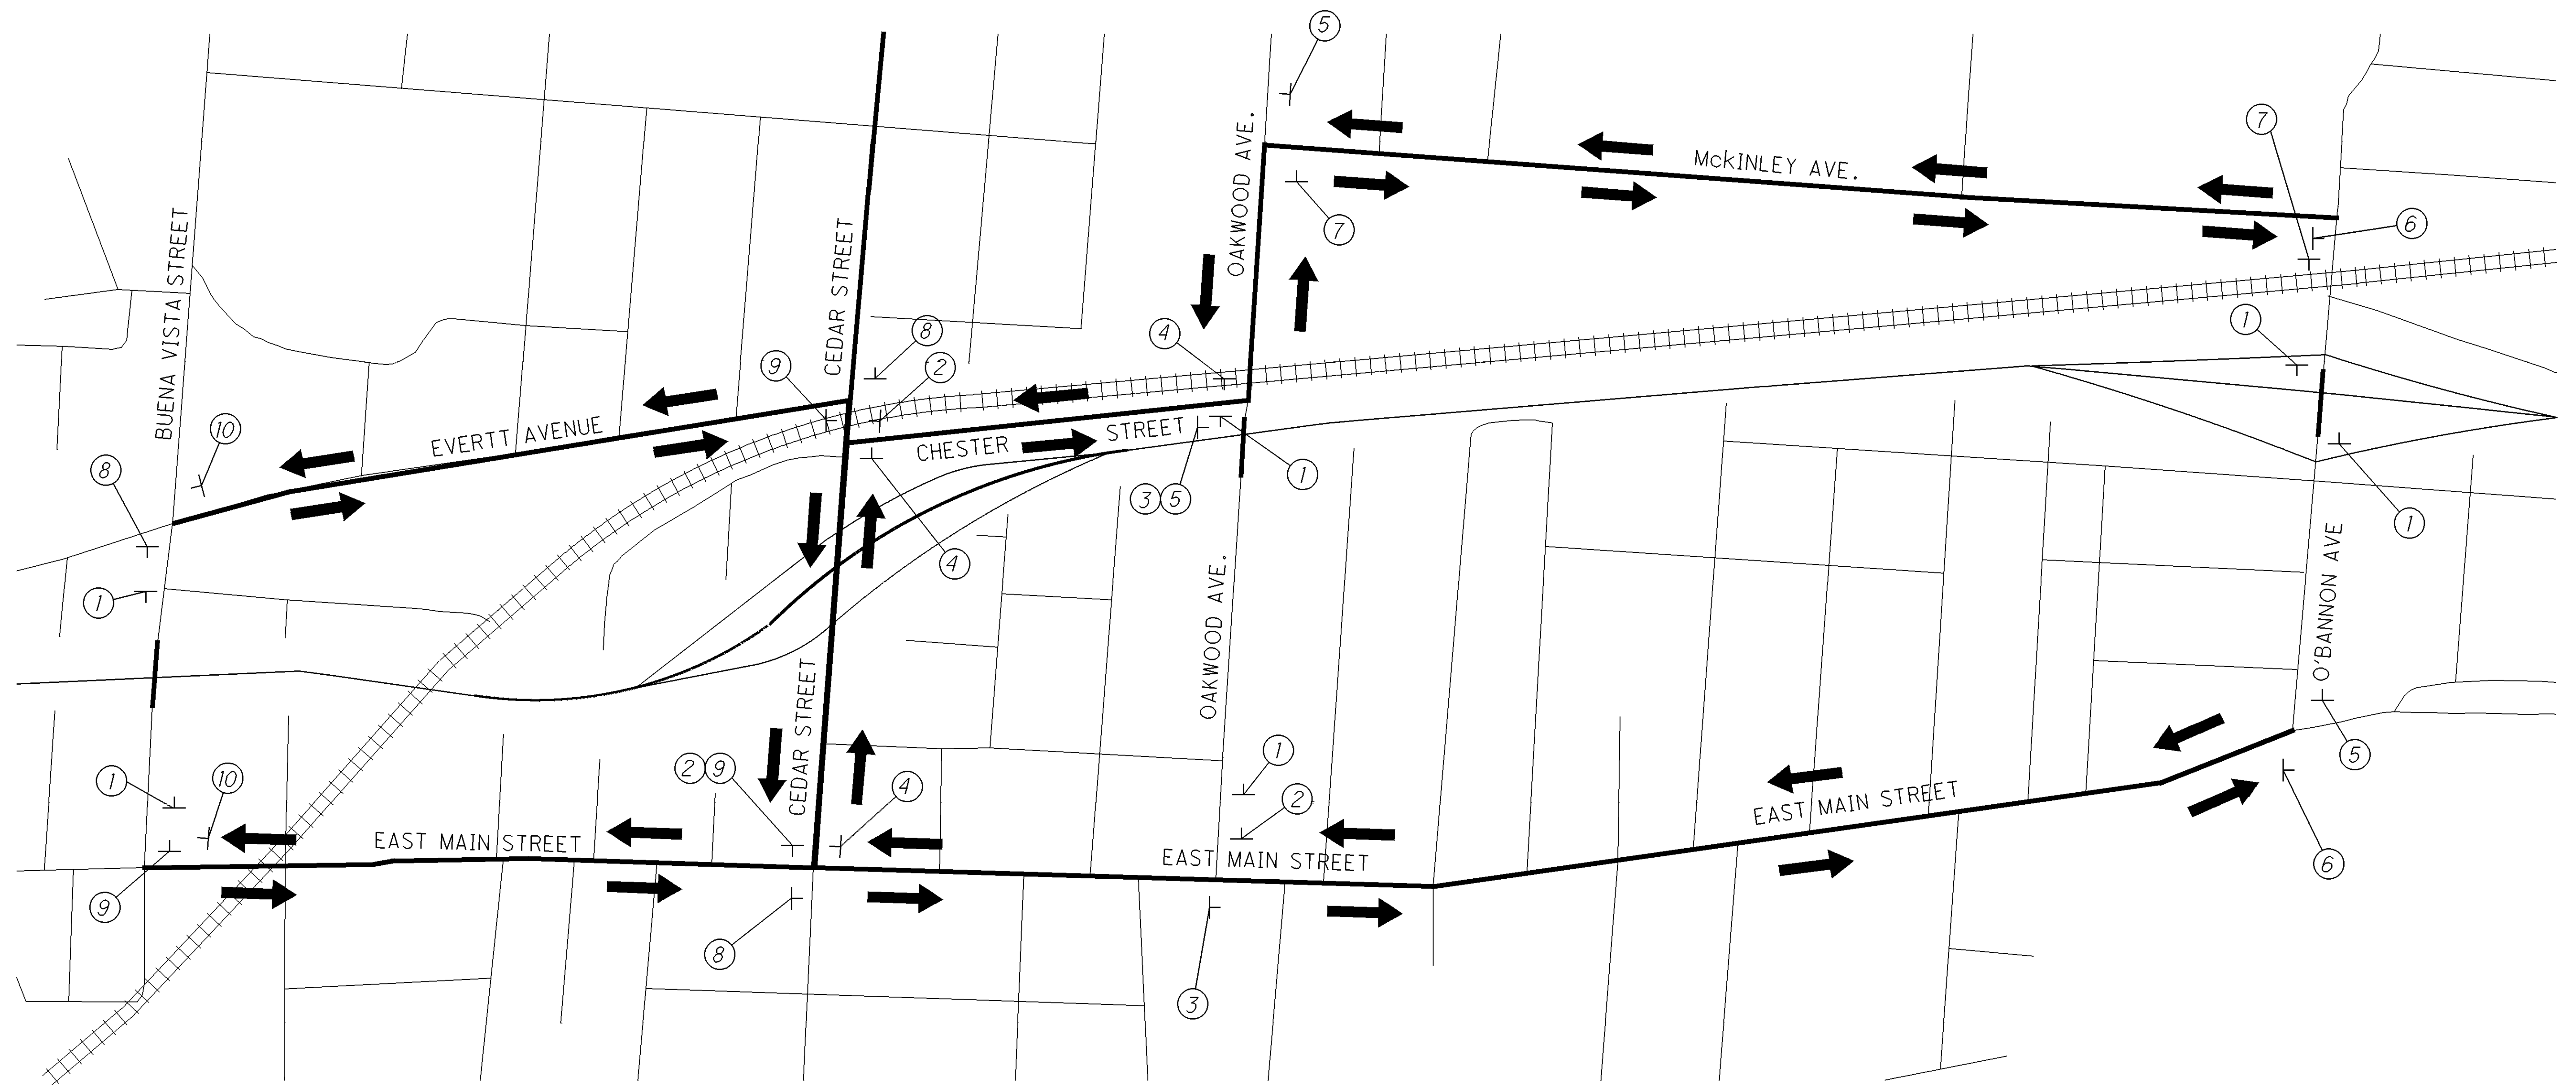 5
OAKWOOD AVE.
7
McKINLEY AVE.
6
7
BUENA VISTA STREET
CEDAR STREET
8
4
1
9
2
10
EVERTT AVENUE
CHESTER STREET
8
1
3 5
1
4
1
OAKWOOD AVE.
O'BANNON AVE
CEDAR STREET
1
10
2 9
4
1
2
5
EAST MAIN STREET
EAST MAIN STREET
EAST MAIN STREET
6
9
8
3